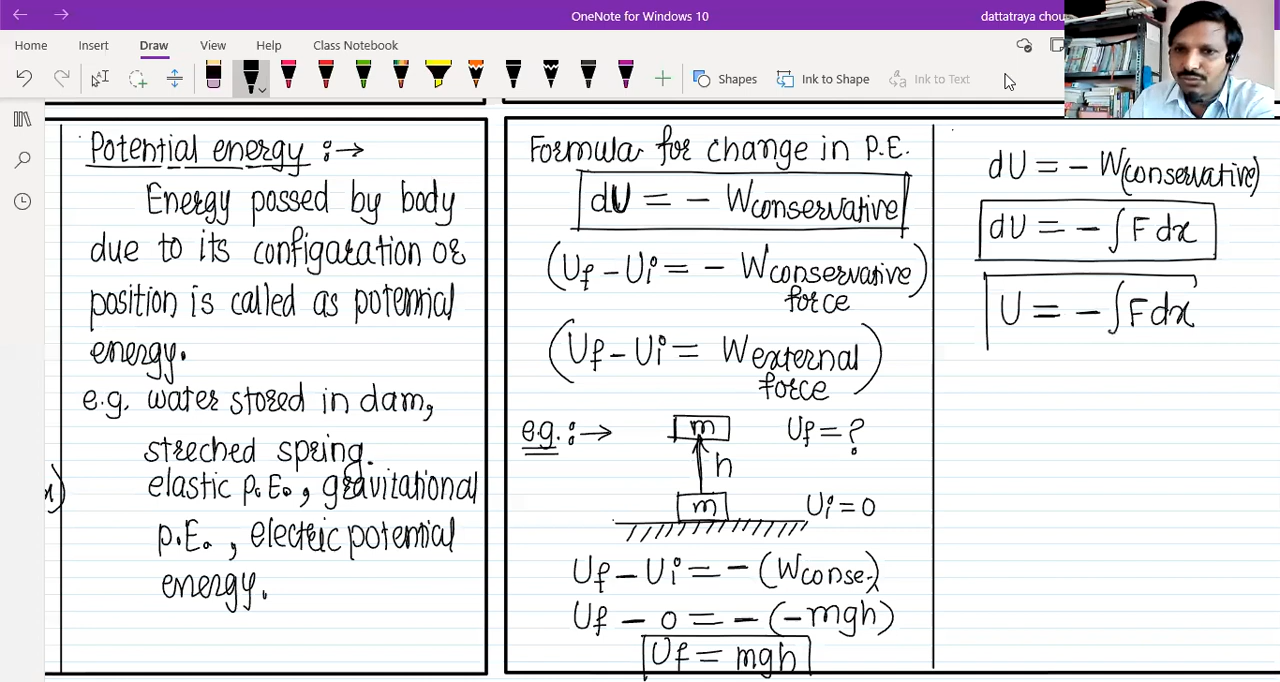 OneNote for Windows 10
dattatraya chou
Home Insert Draw View Help Class Notebook
Shapes Ink to Shape Ink to Text
Potential energy :→
Energy possed by body
due to its configaration or
position is called as potenrial
energy.
e.g. water stored in dam,
streched spring.
elastic p.E., gravitational
p.E., electric potential
energy.
Formula for change in P.E.
dU = - Wconservative
(Uf - Ui = - Wconservative force)
(Uf - Ui = Wexternal force)
e.g. :→ m Uf = ?
h
m Ui = 0
Uf - Ui = - (Wconse.)
Uf - 0 = - (-mgh)
Uf = mgh
dU = - W(conservative)
dU = - ∫F dx
U = - ∫F dx